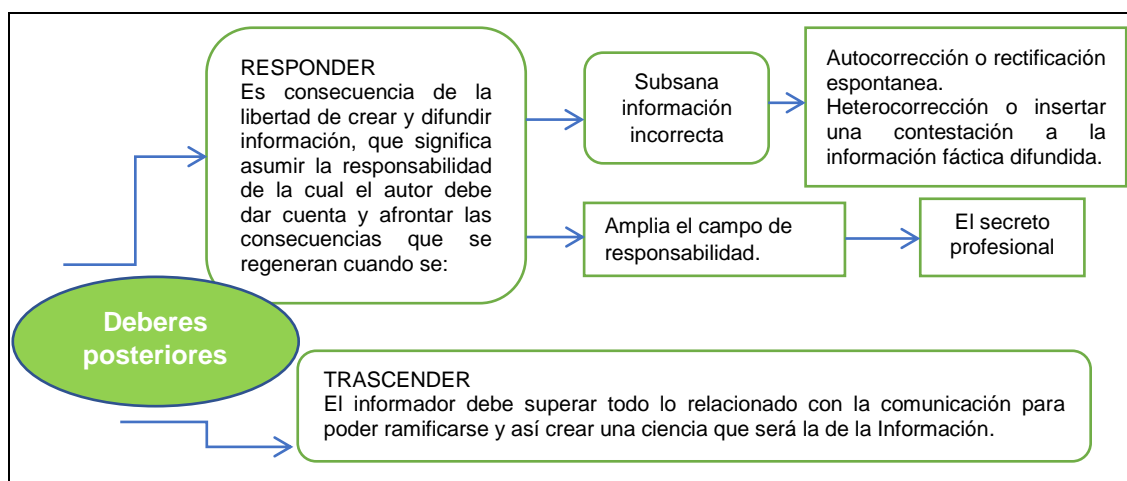 RESPONDER
Es consecuencia de la
libertad de crear y difundir
información, que significa
asumir la responsabilidad
de la cual el autor debe
dar cuenta y afrontar las
consecuencias que se
regeneran cuando se:
Subsana
información
incorrecta
Autocorrección o rectificación
espontanea.
Heterocorrección o insertar
una contestación a la
información fáctica difundida.
Amplia el campo de
responsabilidad.
El secreto
profesional
Deberes
posteriores
TRASCENDER
El informador debe superar todo lo relacionado con la comunicación para
poder ramificarse y así crear una ciencia que será la de la Información.